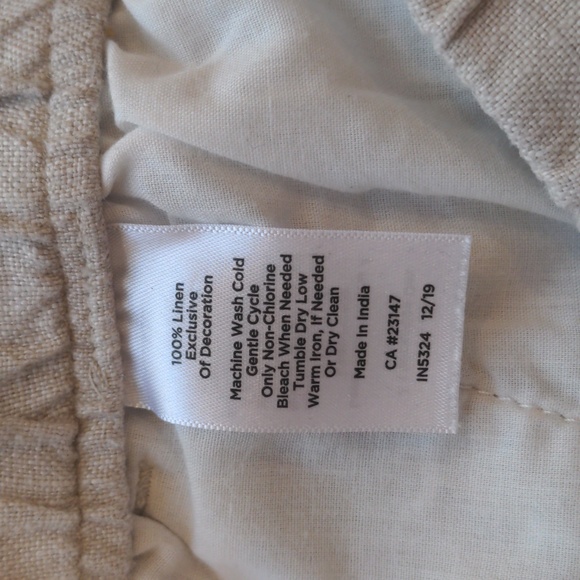 100% Linen
Exclusive
Of Decoration
Machine Wash Cold
Gentle Cycle
Only Non-Chlorine
Bleach When Needed
Tumble Dry Low
Warm Iron, If Needed
Or Dry Clean
Made In India
CA #23147
IN5324 12/19